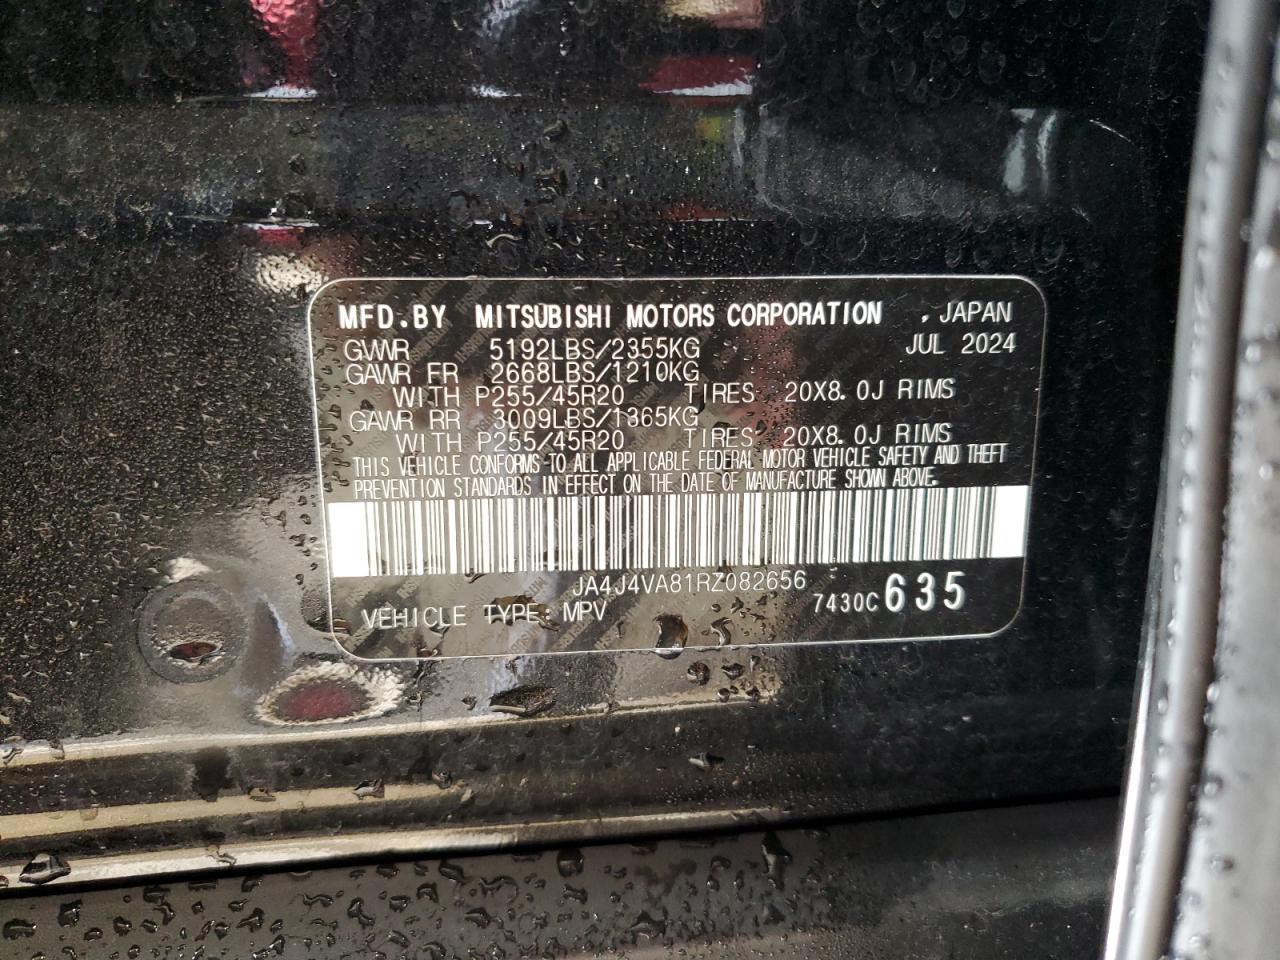 MFD.BY MITSUBISHI MOTORS CORPORATION , JAPAN
GVWR 5192LBS/2355KG JUL 2024
GAWR FR 2668LBS/1210KG
WITH P255/45R20 TIRES 20X8.0J RIMS
GAWR RR 3009LBS/1365KG
WITH P255/45R20 TIRES 20X8.0J RIMS
THIS VEHICLE CONFORMS TO ALL APPLICABLE FEDERAL MOTOR VEHICLE SAFETY AND THEFT
PREVENTION STANDARDS IN EFFECT ON THE DATE OF MANUFACTURE SHOWN ABOVE.
JA4J4VA81RZ082656
VEHICLE TYPE: MPV 7430C635